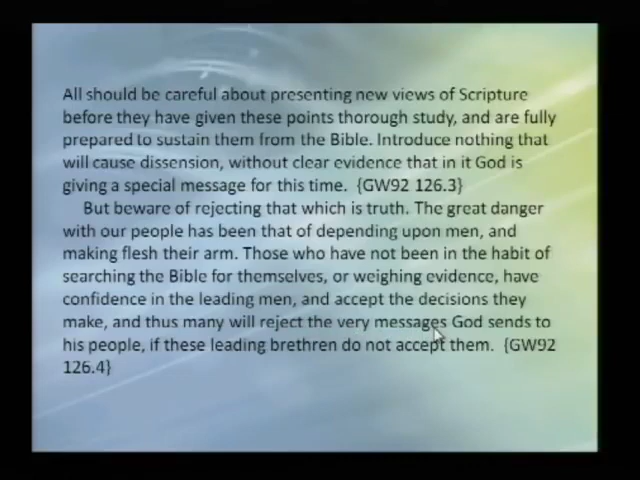 All should be careful about presenting new views of Scripture
before they have given these points thorough study, and are fully
prepared to sustain them from the Bible. Introduce nothing that
will cause dissension, without clear evidence that in it God is
giving a special message for this time.  {GW92 126.3}
But beware of rejecting that which is truth. The great danger
with our people has been that of depending upon men, and
making flesh their arm. Those who have not been in the habit of
searching the Bible for themselves, or weighing evidence, have
confidence in the leading men, and accept the decisions they
make, and thus many will reject the very messages God sends to
his people, if these leading brethren do not accept them.  {GW92
126.4}